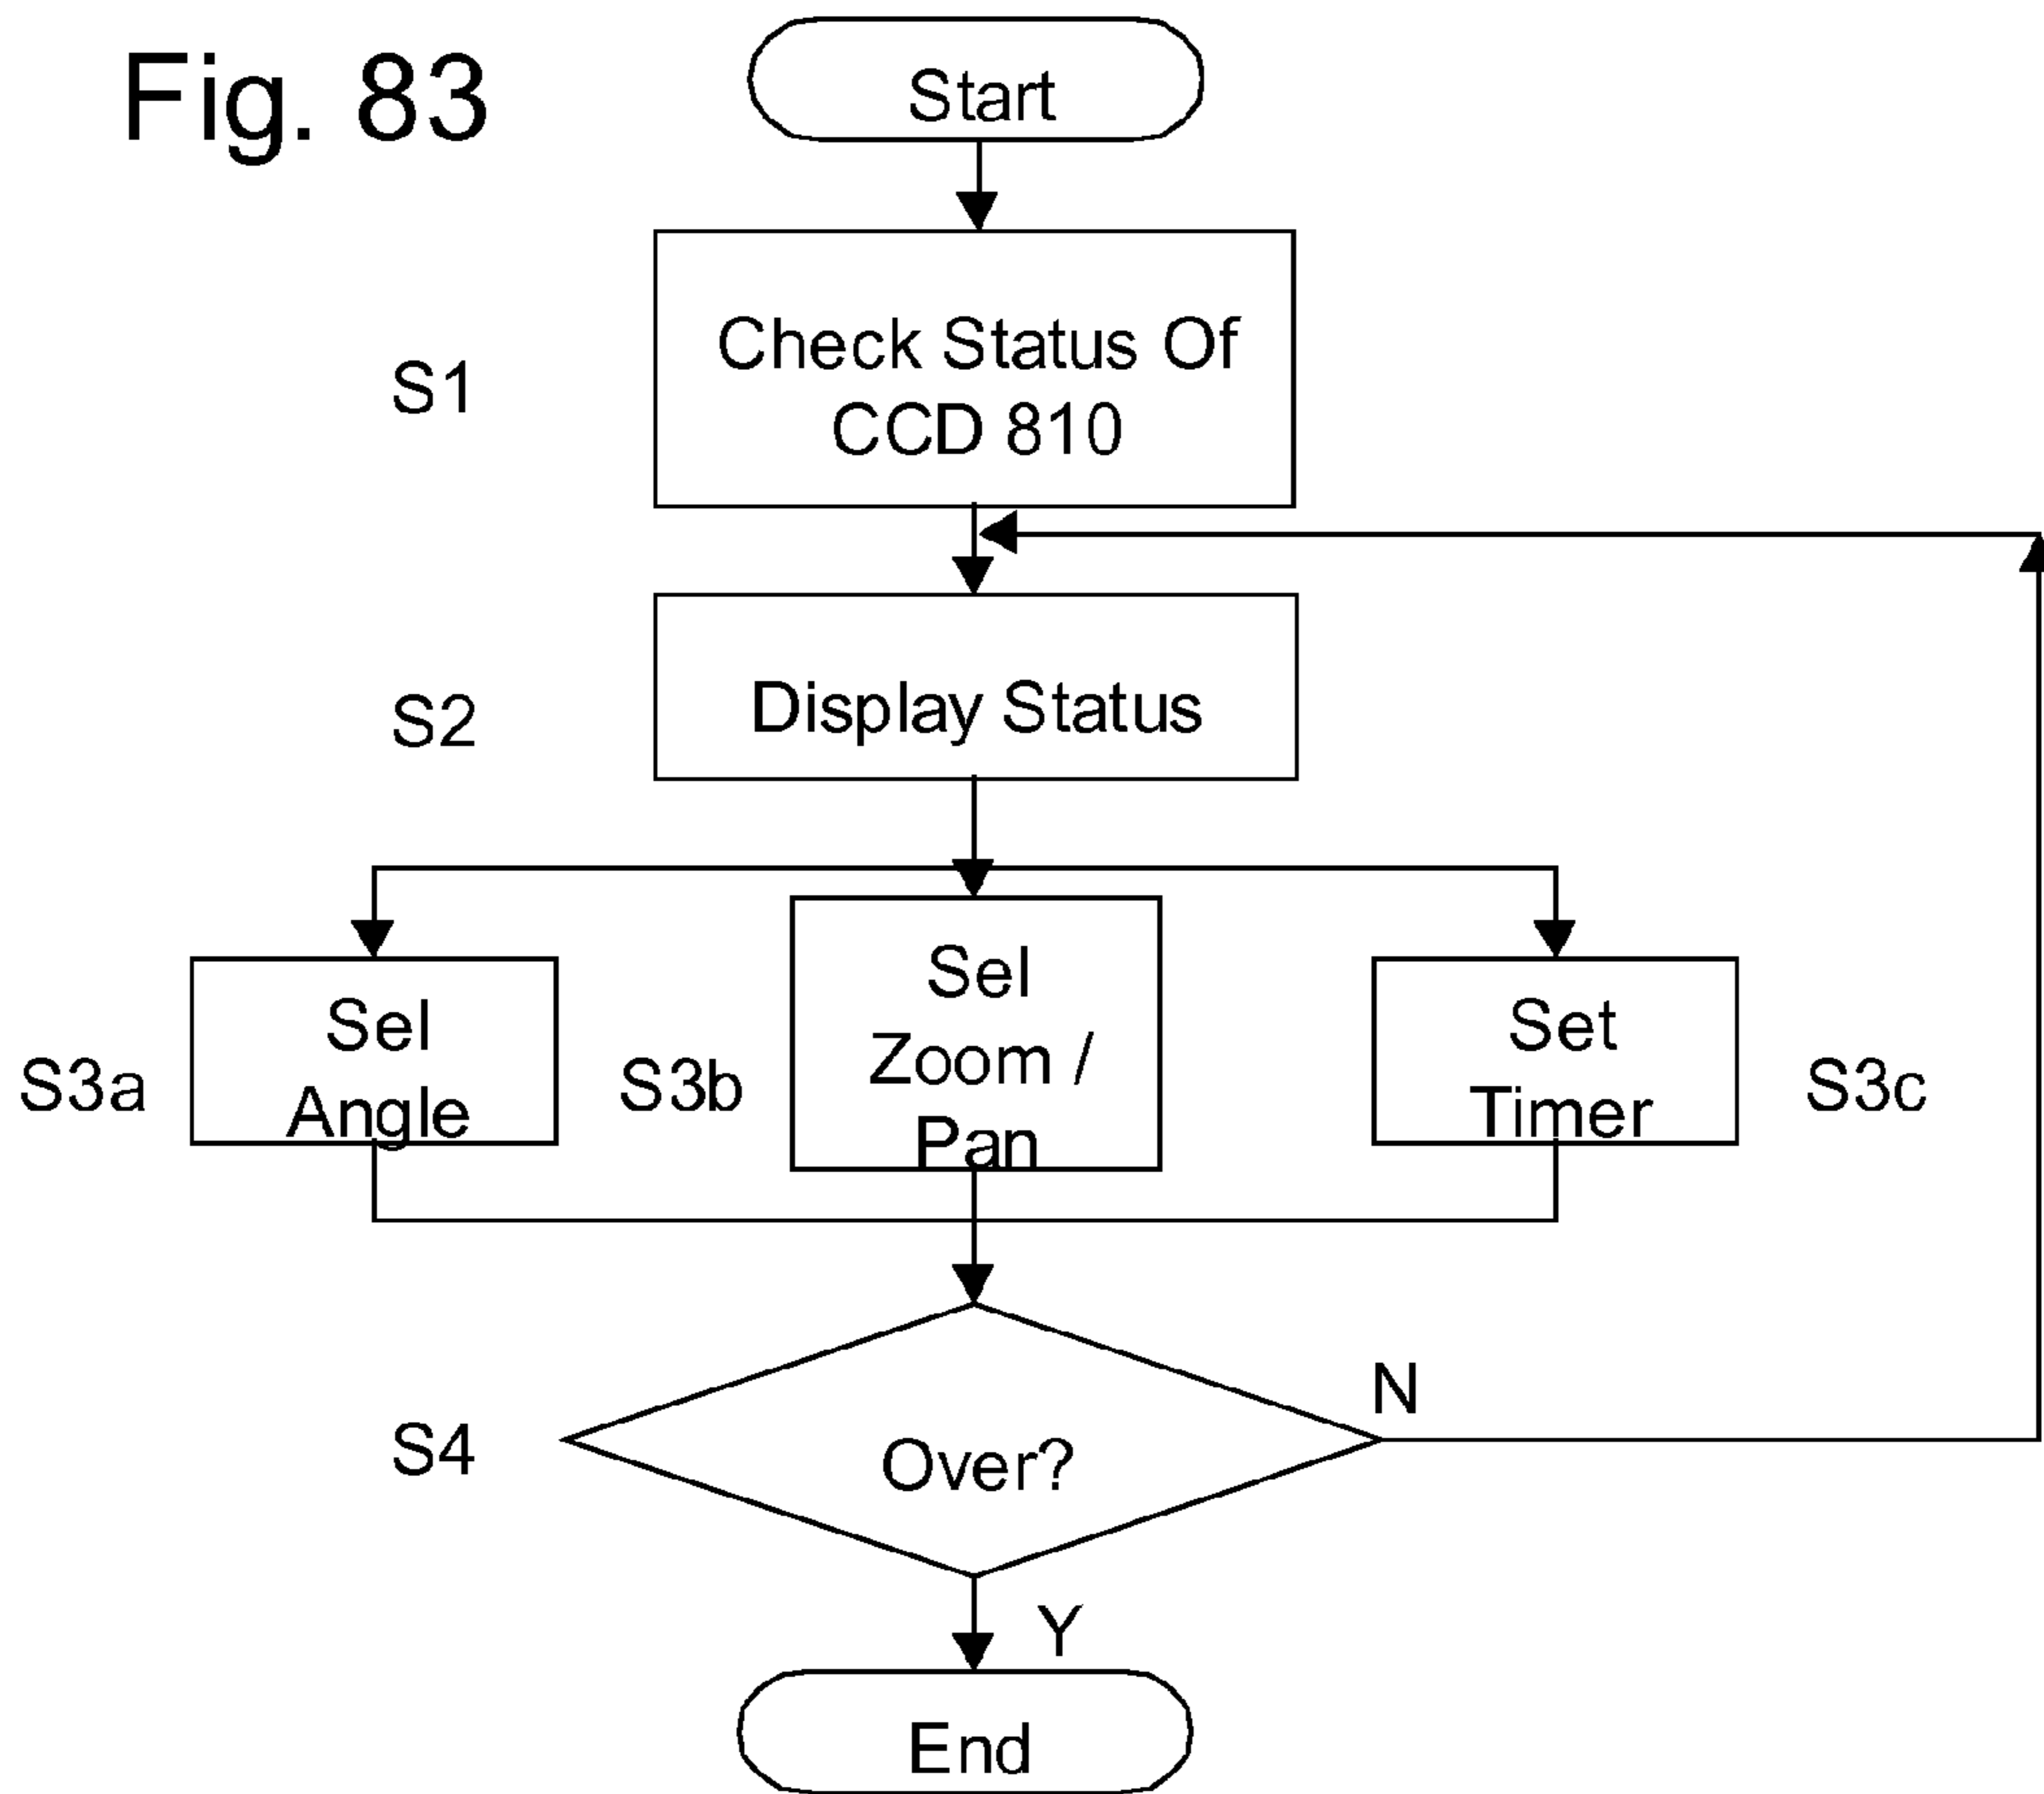 Fig. 83
Start
S1
Check Status Of
CCD 810
S2
Display Status
S3a
Sel
Angle
S3b
Sel
Zoom /
Pan
Set
Timer
S3c
S4
Over?
N
Y
End